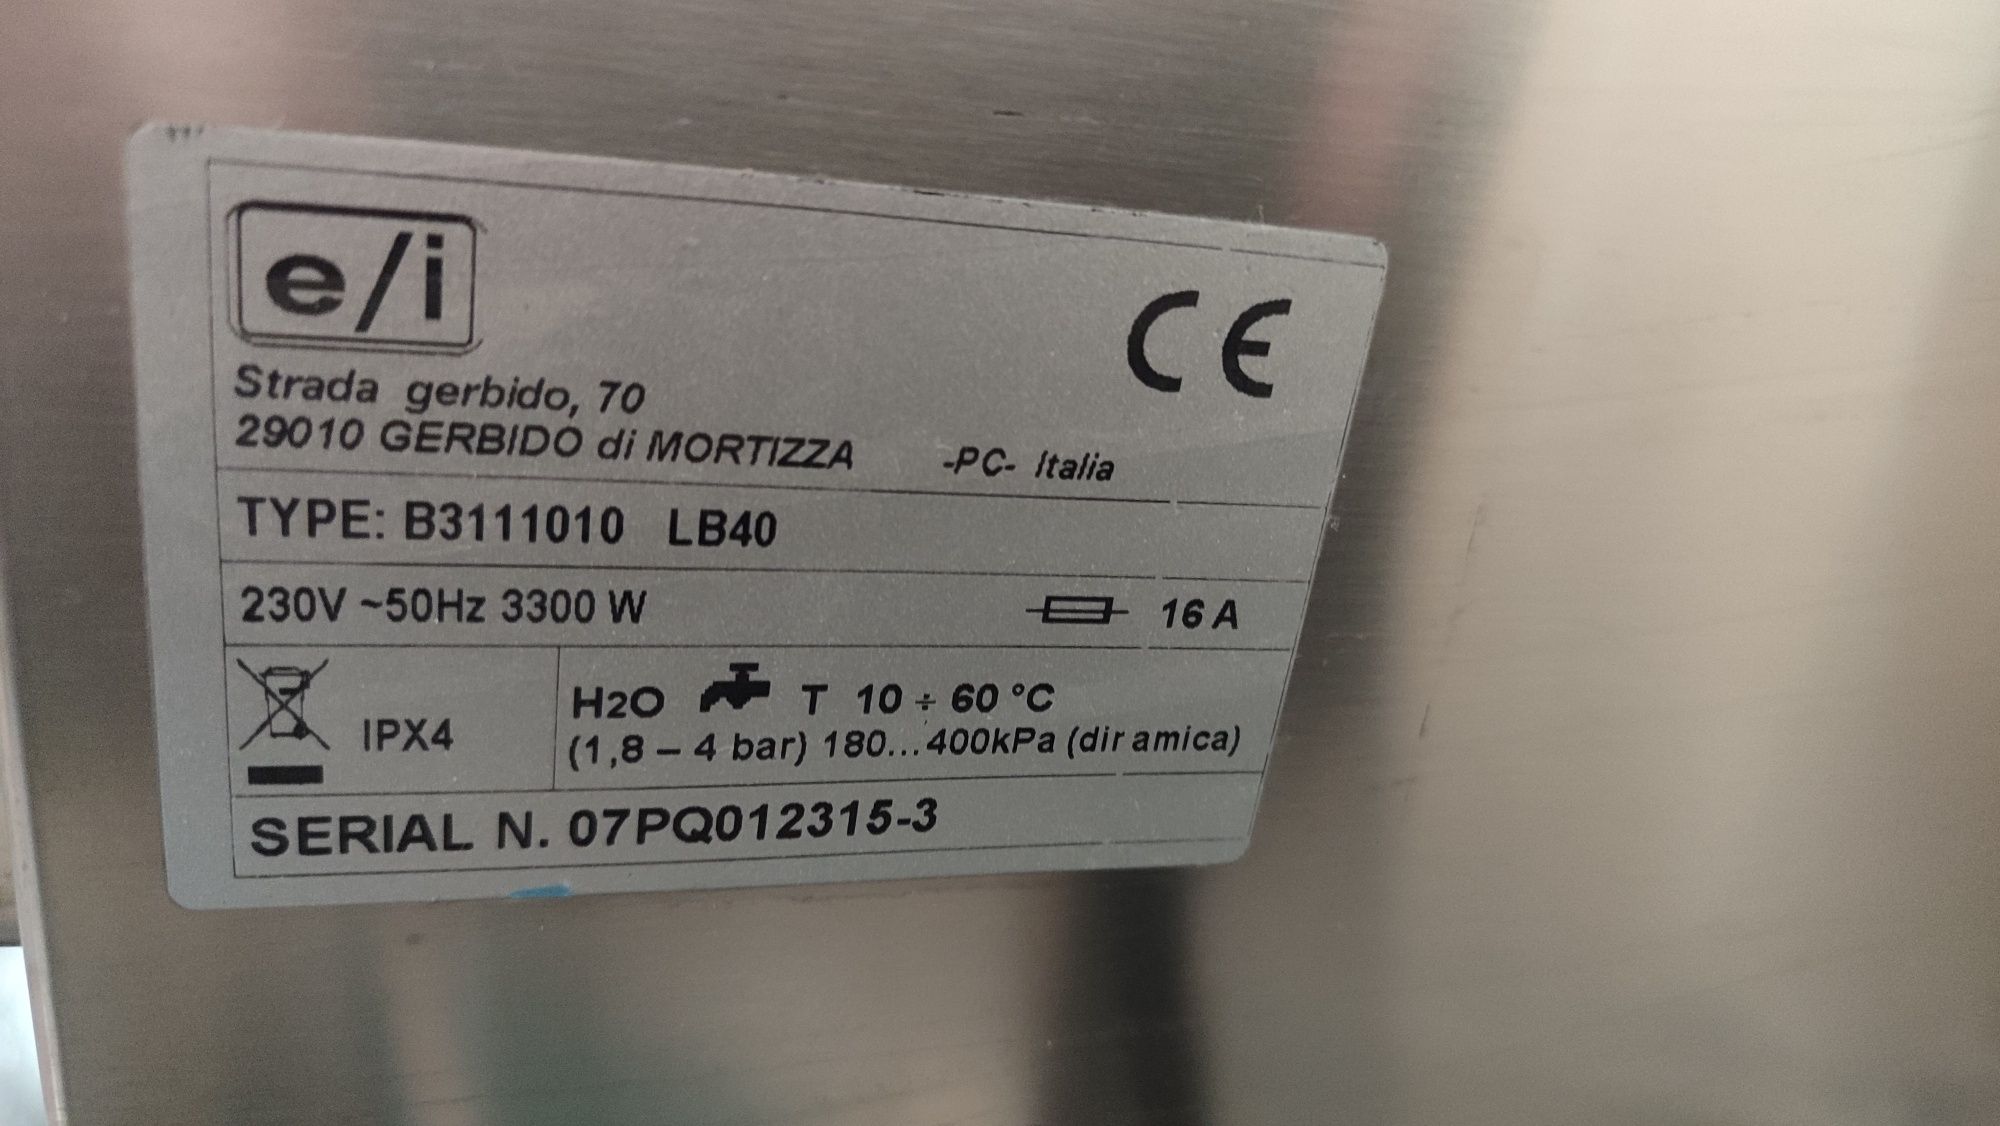 e/i
CE
Strada gerbido, 70
29010 GERBIDO di MORTIZZA -PC- Italia
TYPE: B3111010 LB40
230V ~50Hz 3300 W 16 A
IPX4
H2O T 10 ÷ 60 °C
(1,8 – 4 bar) 180...400kPa (dir amica)
SERIAL N. 07PQ012315-3